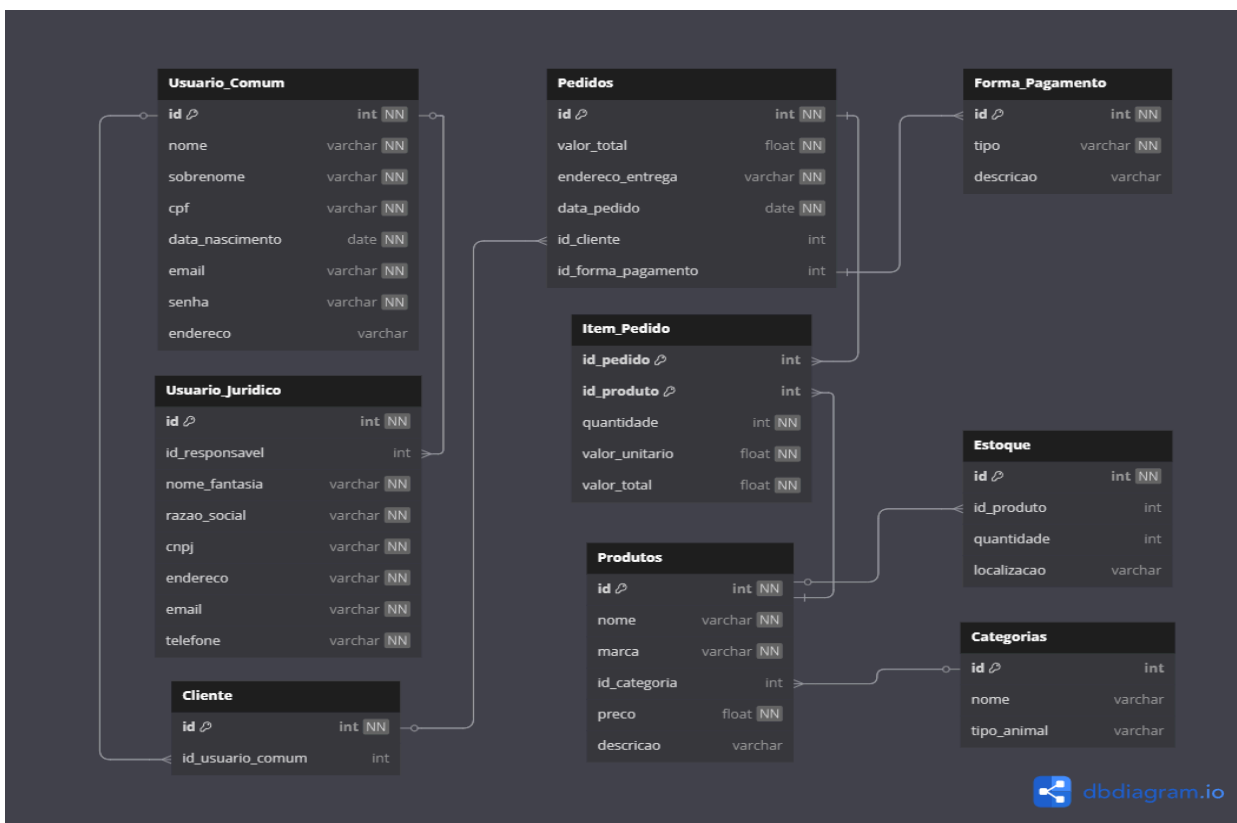 Usuario_Comum
id int NN
nome varchar NN
sobrenome varchar NN
cpf varchar NN
data_nascimento date NN
email varchar NN
senha varchar NN
endereco varchar
Usuario_Juridico
id int NN
id_responsavel int
nome_fantasia varchar NN
razao_social varchar NN
cnpj varchar NN
endereco varchar NN
email varchar NN
telefone varchar NN
Cliente
id int NN
id_usuario_comum int
Pedidos
id int NN
valor_total float NN
endereco_entrega varchar NN
data_pedido date NN
id_cliente int
id_forma_pagamento int
Item_Pedido
id_pedido int
id_produto int
quantidade int NN
valor_unitario float NN
valor_total float NN
Produtos
id int NN
nome varchar NN
marca varchar NN
id_categoria int
preco float NN
descricao varchar
Forma_Pagamento
id int NN
tipo varchar NN
descricao varchar
Estoque
id int NN
id_produto int
quantidade int
localizacao varchar
Categorias
id int
nome varchar
tipo_animal varchar
dbdiagram.io